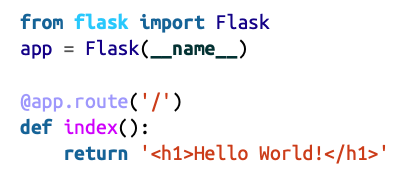 from flask import Flask
app = Flask(__name__)

@app.route('/')
def index():
    return '<h1>Hello World!</h1>'